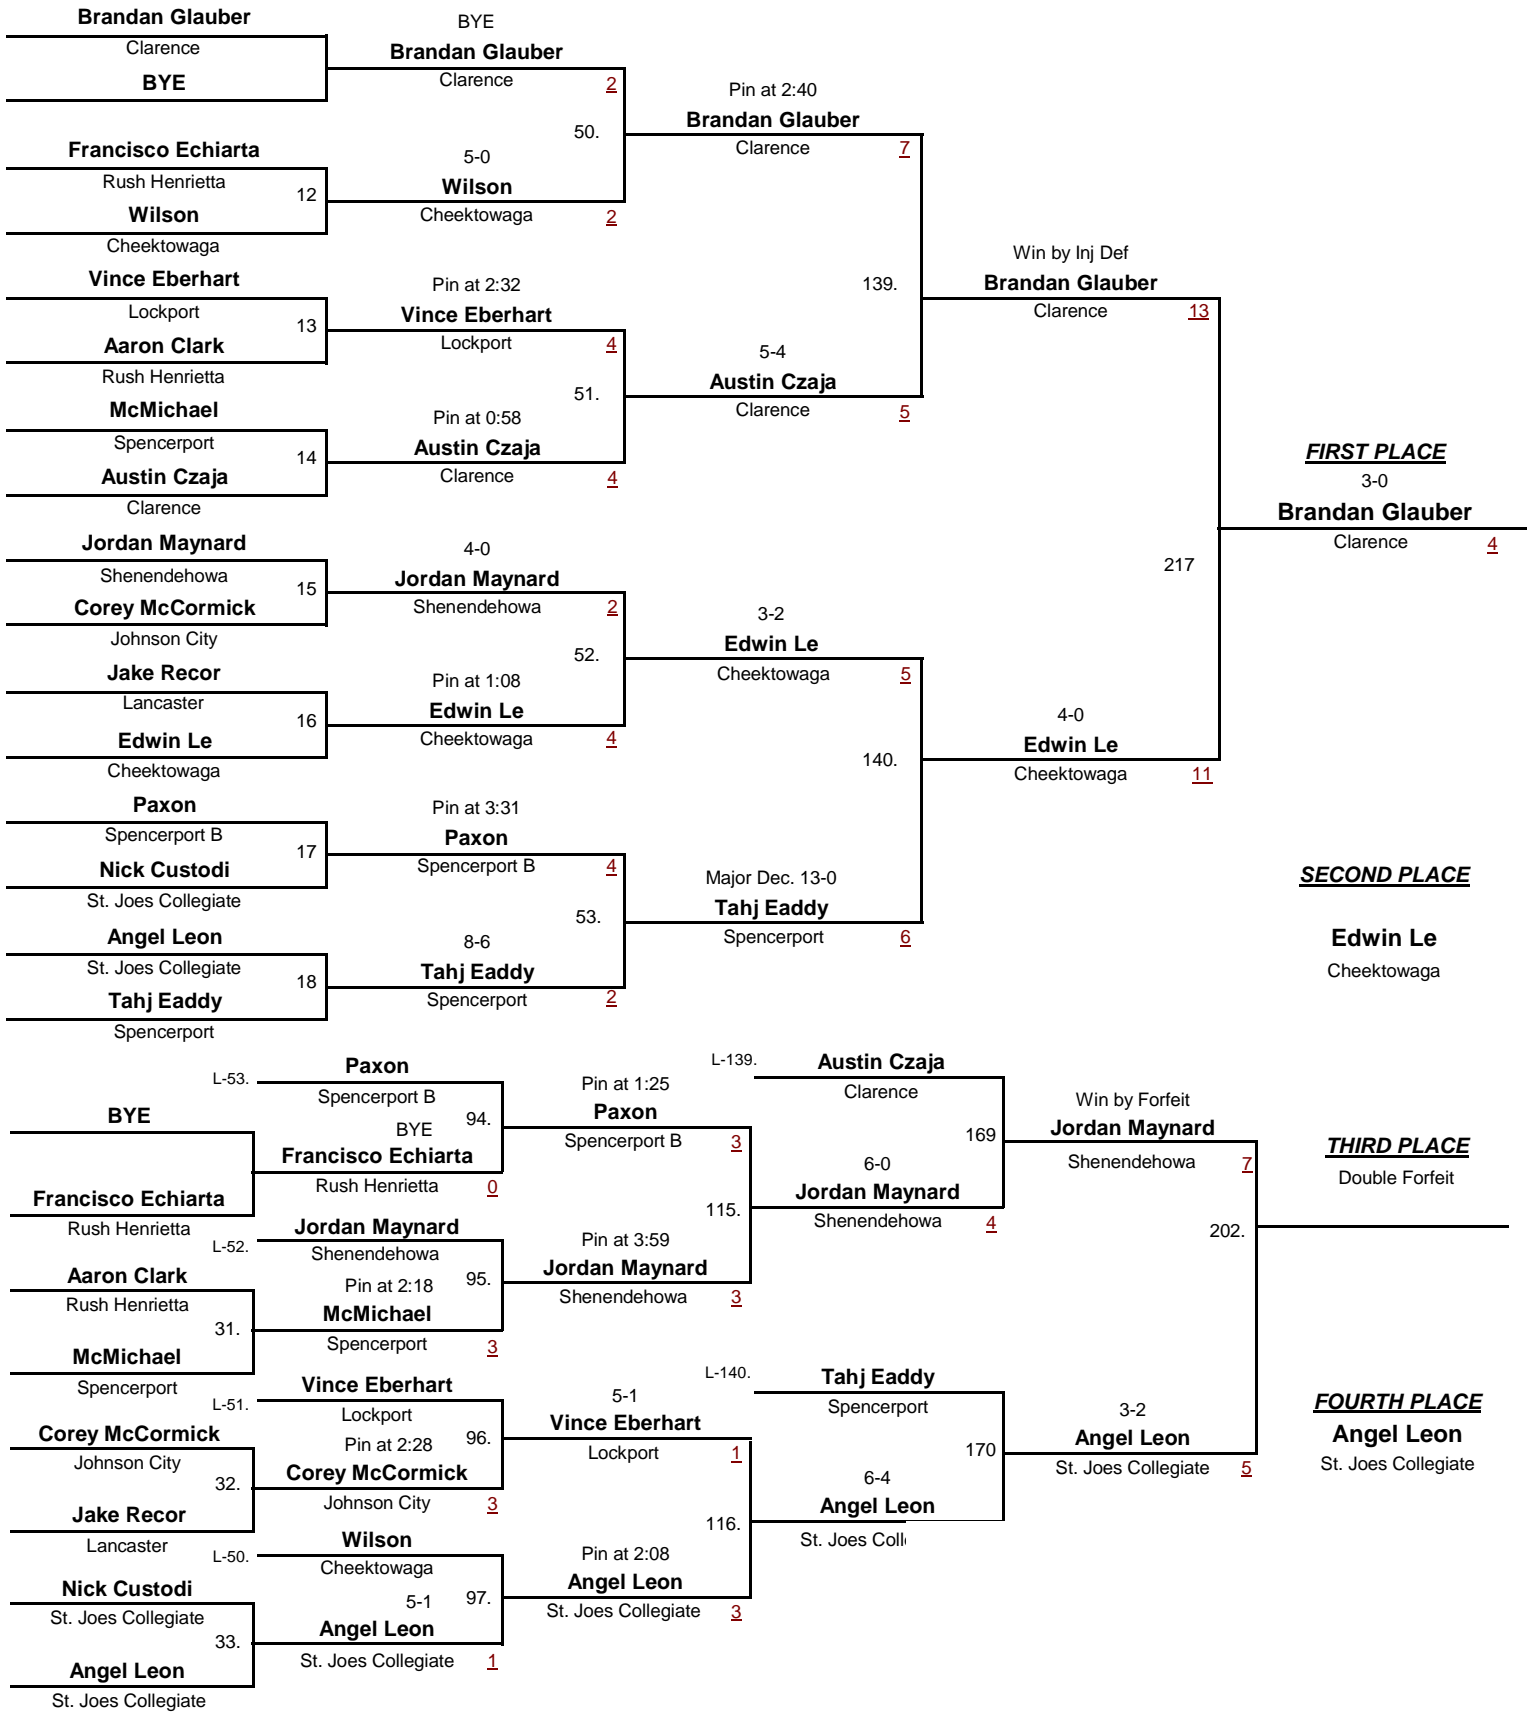 Brandan Glauber
Clarence
BYE
Francisco Echiarta
Rush Henrietta
12
Wilson
Cheektowaga
Vince Eberhart
Lockport
13
Aaron Clark
Rush Henrietta
McMichael
Spencerport
14
Austin Czaja
Clarence
Jordan Maynard
Shenendehowa
15
Corey McCormick
Johnson City
Jake Recor
Lancaster
16
Edwin Le
Cheektowaga
Paxon
Spencerport B
17
Nick Custodi
St. Joes Collegiate
Angel Leon
St. Joes Collegiate
18
Tahj Eaddy
Spencerport
BYE
Brandan Glauber
Clarence
2
50.
5-0
Wilson
Cheektowaga
2
Pin at 2:32
Vince Eberhart
Lockport
4
51.
Pin at 0:58
Austin Czaja
Clarence
4
4-0
Jordan Maynard
Shenendehowa
2
52.
Pin at 1:08
Edwin Le
Cheektowaga
4
Pin at 3:31
Paxon
Spencerport B
4
53.
8-6
Tahj Eaddy
Spencerport
2
Pin at 2:40
Brandan Glauber
Clarence
7
139.
5-4
Austin Czaja
Clarence
5
3-2
Edwin Le
Cheektowaga
5
140.
Major Dec. 13-0
Tahj Eaddy
Spencerport
6
Win by Inj Def
Brandan Glauber
Clarence
13
217
4-0
Edwin Le
Cheektowaga
11
FIRST PLACE
3-0
Brandan Glauber
Clarence
4
SECOND PLACE
Edwin Le
Cheektowaga
BYE
Francisco Echiarta
Rush Henrietta
Aaron Clark
Rush Henrietta
31.
McMichael
Spencerport
Corey McCormick
Johnson City
32.
Jake Recor
Lancaster
Nick Custodi
St. Joes Collegiate
33.
Angel Leon
St. Joes Collegiate
L-53.
Paxon
Spencerport B
94.
BYE
Francisco Echiarta
Rush Henrietta
0
L-52.
Jordan Maynard
Shenendehowa
95.
Pin at 2:18
McMichael
Spencerport
3
L-51.
Vince Eberhart
Lockport
96.
Pin at 2:28
Corey McCormick
Johnson City
3
L-50.
Wilson
Cheektowaga
97.
5-1
Angel Leon
St. Joes Collegiate
1
Pin at 1:25
Paxon
Spencerport B
3
115.
Pin at 3:59
Jordan Maynard
Shenendehowa
3
5-1
Vince Eberhart
Lockport
1
116.
Pin at 2:08
Angel Leon
St. Joes Collegiate
3
L-139.
Austin Czaja
Clarence
169
6-0
Jordan Maynard
Shenendehowa
4
L-140.
Tahj Eaddy
Spencerport
170
6-4
Angel Leon
St. Joes Coll
Win by Forfeit
Jordan Maynard
Shenendehowa
7
202.
3-2
Angel Leon
St. Joes Collegiate
5
THIRD PLACE
Double Forfeit
FOURTH PLACE
Angel Leon
St. Joes Collegiate